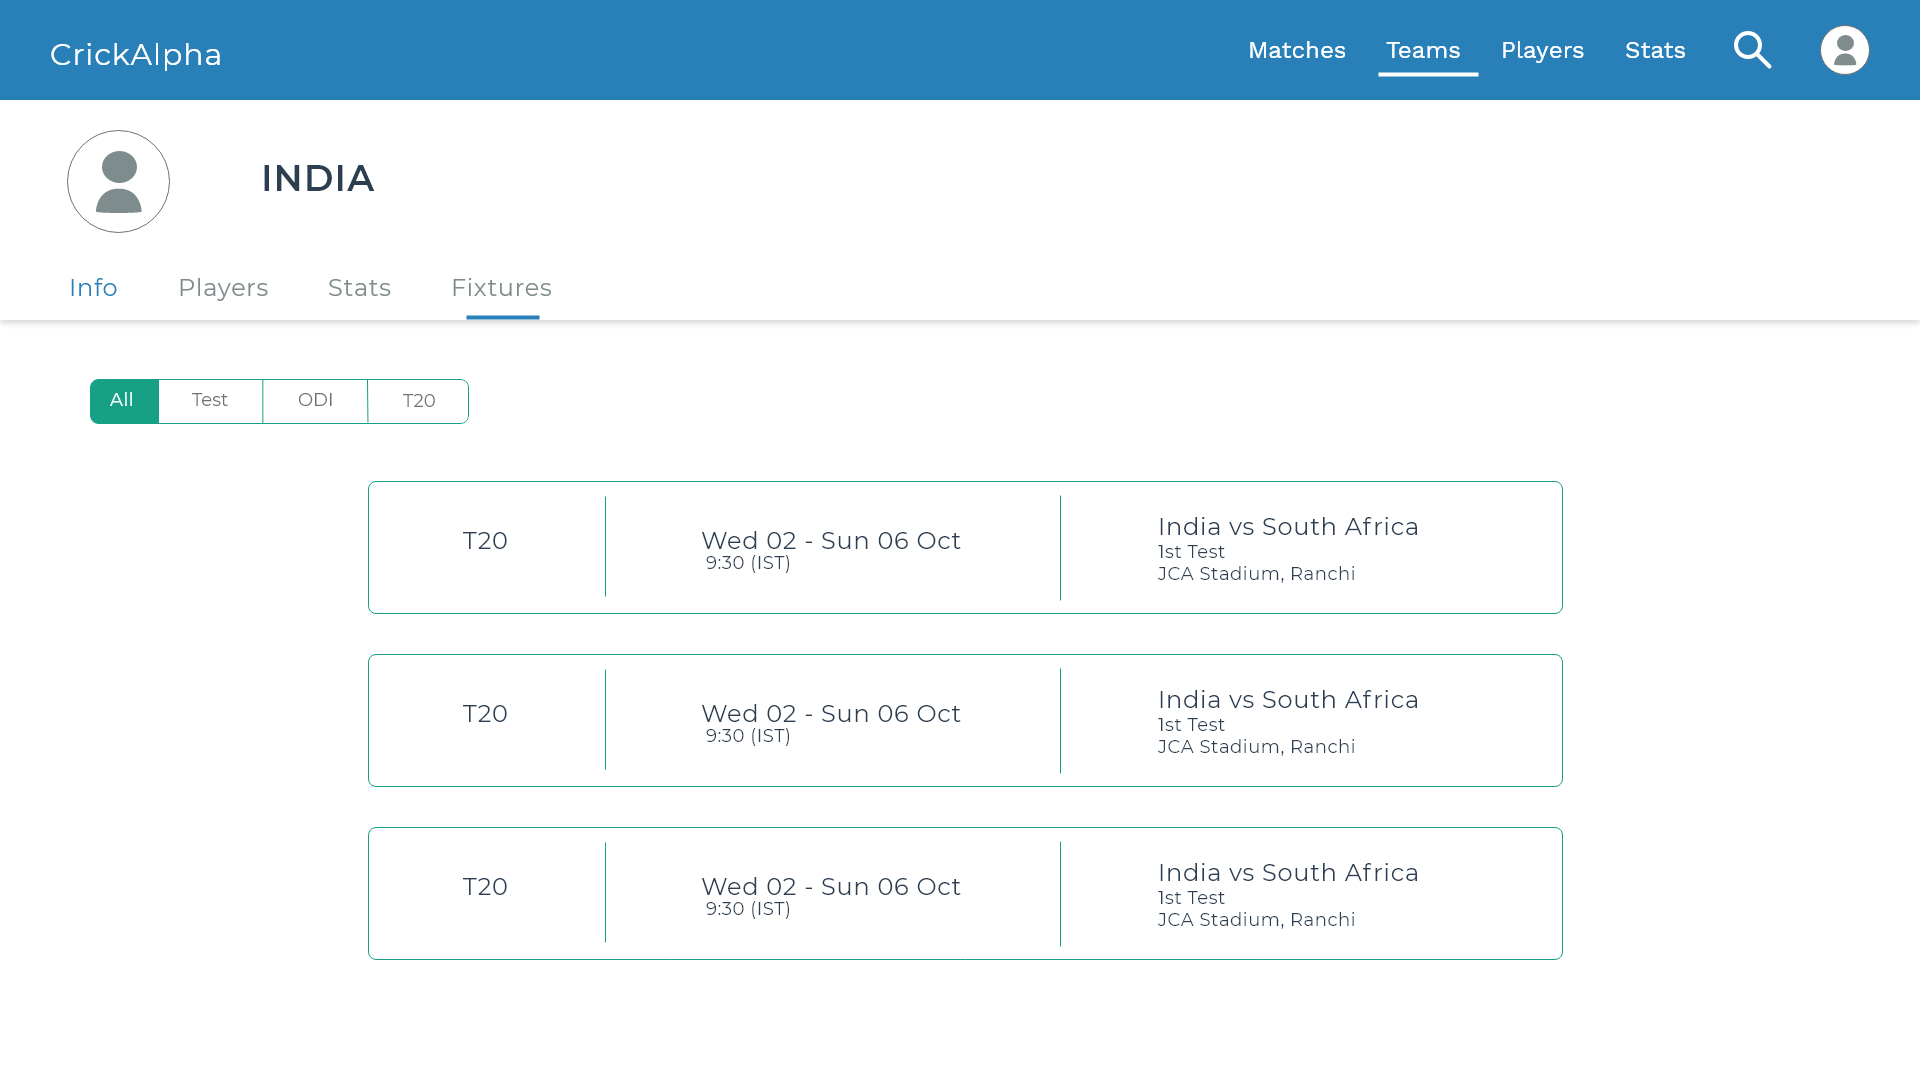 CrickAlpha
Matches Teams Players Stats
INDIA
Info Players Stats Fixtures
All Test ODI T20
T20
Wed 02 - Sun 06 Oct
9:30 (IST)
India vs South Africa
1st Test
JCA Stadium, Ranchi
T20
Wed 02 - Sun 06 Oct
9:30 (IST)
India vs South Africa
1st Test
JCA Stadium, Ranchi
T20
Wed 02 - Sun 06 Oct
9:30 (IST)
India vs South Africa
1st Test
JCA Stadium, Ranchi